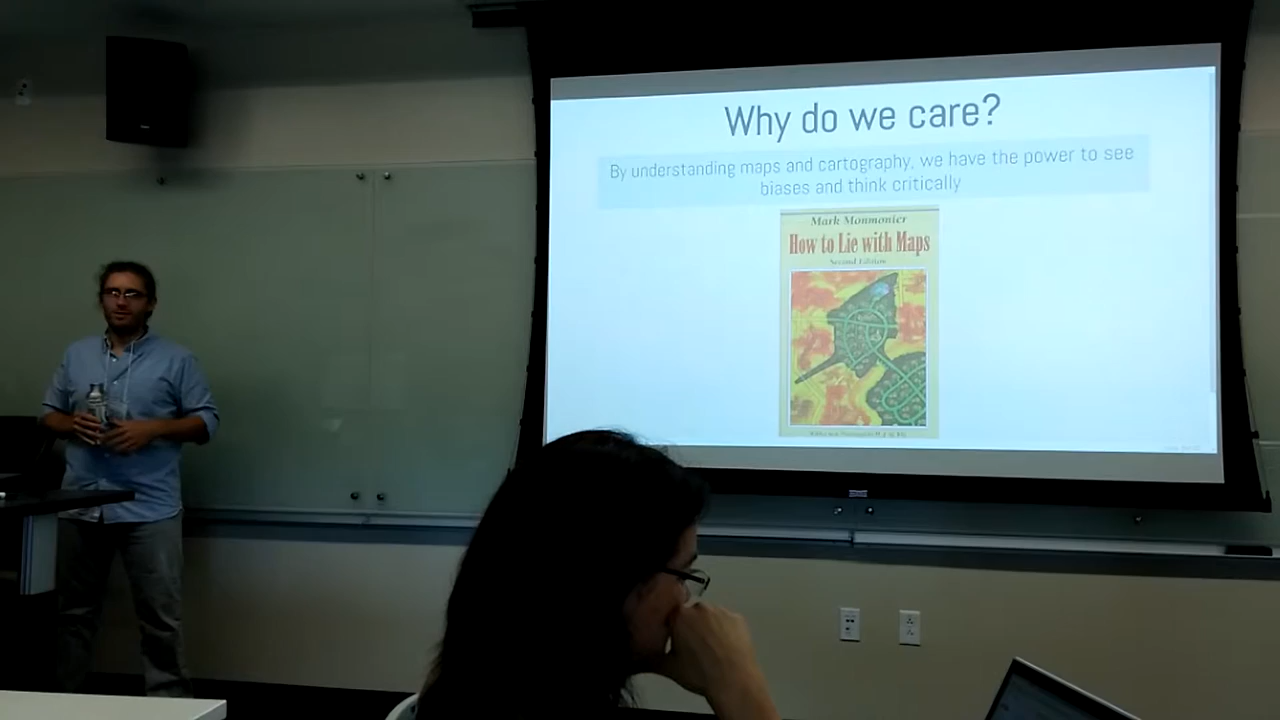 Why do we care?
By understanding maps and cartography, we have the power to see
biases and think critically
Mark Monmonier
How to Lie with Maps
Second Edition